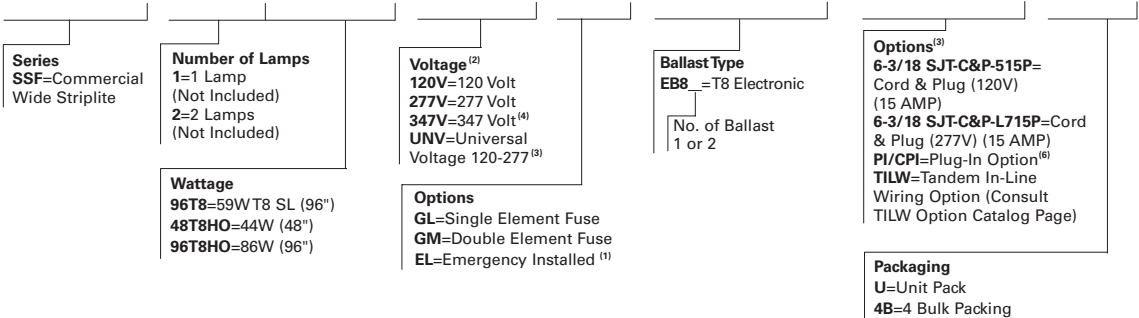 Series
SSF=Commercial
Wide Striplite
Number of Lamps
1=1 Lamp
(Not Included)
2=2 Lamps
(Not Included)
Wattage
96T8=59W T8 SL (96")
48T8HO=44W (48")
96T8HO=86W (96")
Voltage (2)
120V=120 Volt
277V=277 Volt
347V=347 Volt(4)
UNV=Universal
Voltage 120-277(3)
Options
GL=Single Element Fuse
GM=Double Element Fuse
EL=Emergency Installed (1)
Ballast Type
EB8__=T8 Electronic
No. of Ballast
1 or 2
Options(3)
6-3/18 SJT-C&P-515P=
Cord & Plug (120V)
(15 AMP)
6-3/18 SJT-C&P-L715P=Cord
& Plug (277V) (15 AMP)
PI/CPI=Plug-In Option(6)
TILW=Tandem In-Line
Wiring Option (Consult
TILW Option Catalog Page)
Packaging
U=Unit Pack
4B=4 Bulk Packing